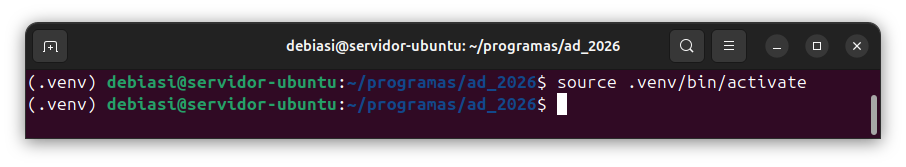 debiasi@servidor-ubuntu: ~/programas/ad_2026
(.venv) debiasi@servidor-ubuntu:~/programas/ad_2026$ source .venv/bin/activate
(.venv) debiasi@servidor-ubuntu:~/programas/ad_2026$